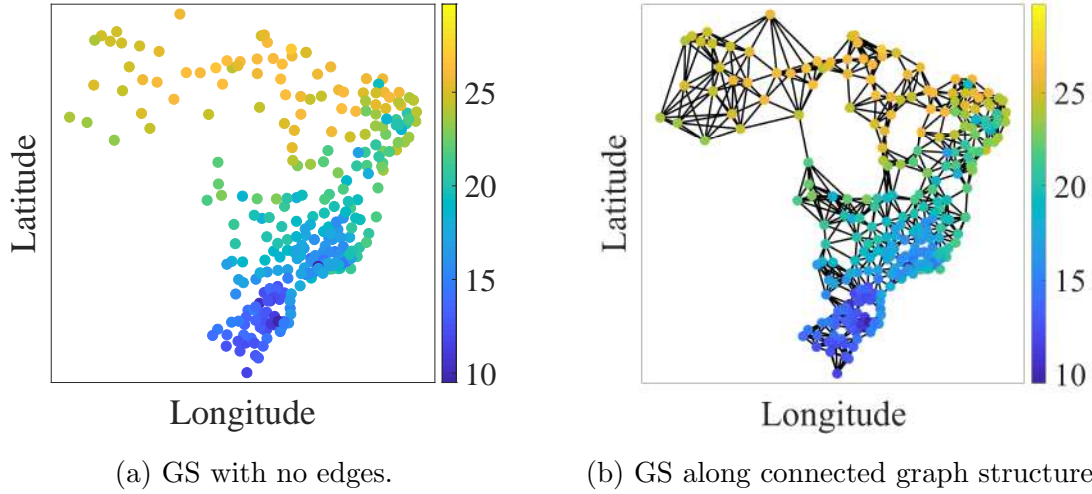 25
20
15
10
Latitude
Longitude
(a) GS with no edges.
25
20
15
10
Latitude
Longitude
(b) GS along connected graph structure